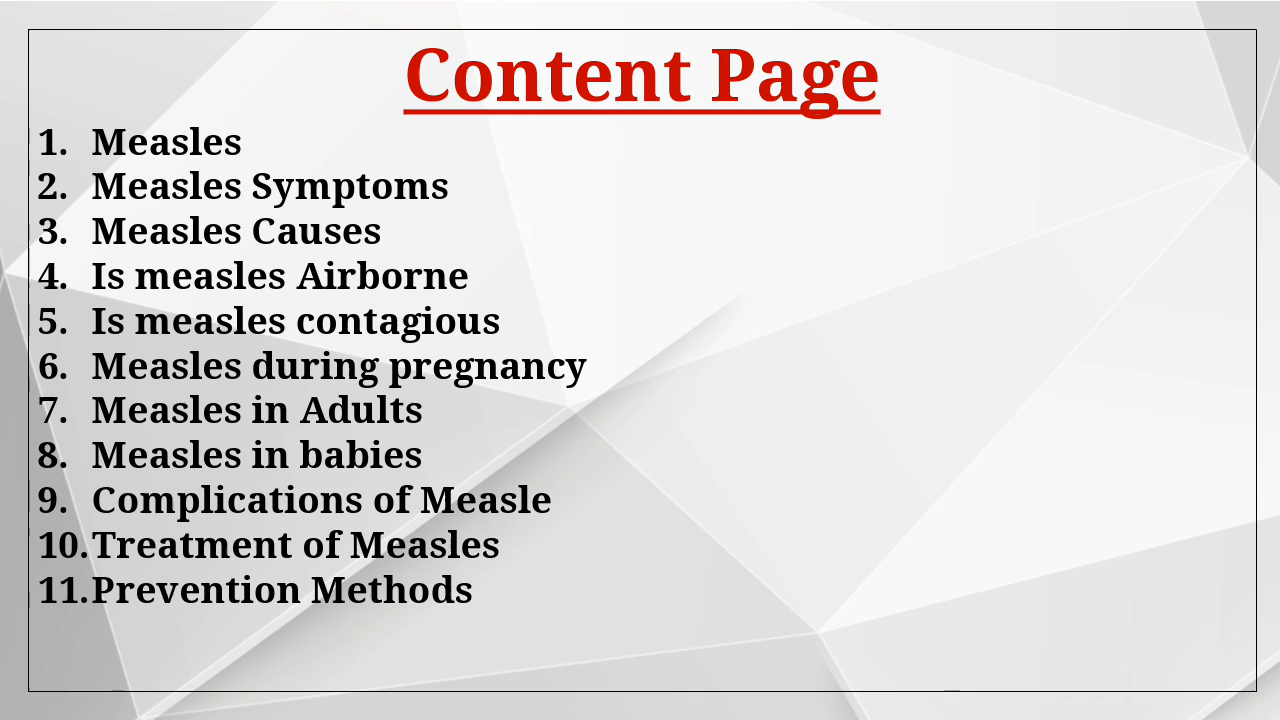 Content Page
1. Measles
2. Measles Symptoms
3. Measles Causes
4. Is measles Airborne
5. Is measles contagious
6. Measles during pregnancy
7. Measles in Adults
8. Measles in babies
9. Complications of Measle
10.Treatment of Measles
11.Prevention Methods